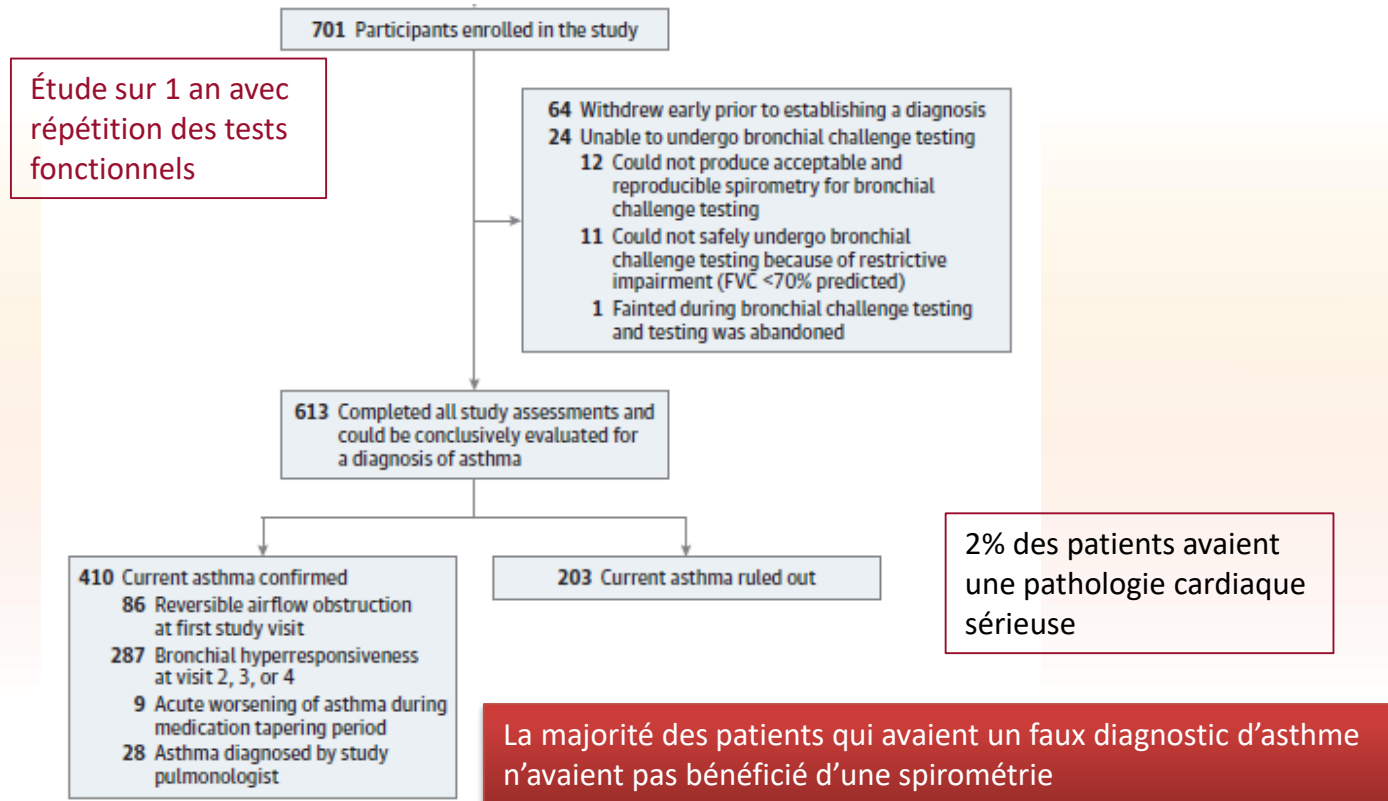 701 Participants enrolled in the study
Étude sur 1 an avec
répétition des tests
fonctionnels
64 Withdrew early prior to establishing a diagnosis
24 Unable to undergo bronchial challenge testing
12 Could not produce acceptable and
reproducible spirometry for bronchial
challenge testing
11 Could not safely undergo bronchial
challenge testing because of restrictive
impairment (FVC <70% predicted)
1 Fainted during bronchial challenge testing
and testing was abandoned
613 Completed all study assessments and
could be conclusively evaluated for
a diagnosis of asthma
410 Current asthma confirmed
86 Reversible airflow obstruction
at first study visit
287 Bronchial hyperresponsiveness
at visit 2, 3, or 4
9 Acute worsening of asthma during
medication tapering period
28 Asthma diagnosed by study
pulmonologist
203 Current asthma ruled out
2% des patients avaient
une pathologie cardiaque
sérieuse
La majorité des patients qui avaient un faux diagnostic d’asthme
n’avaient pas bénéficié d’une spirométrie